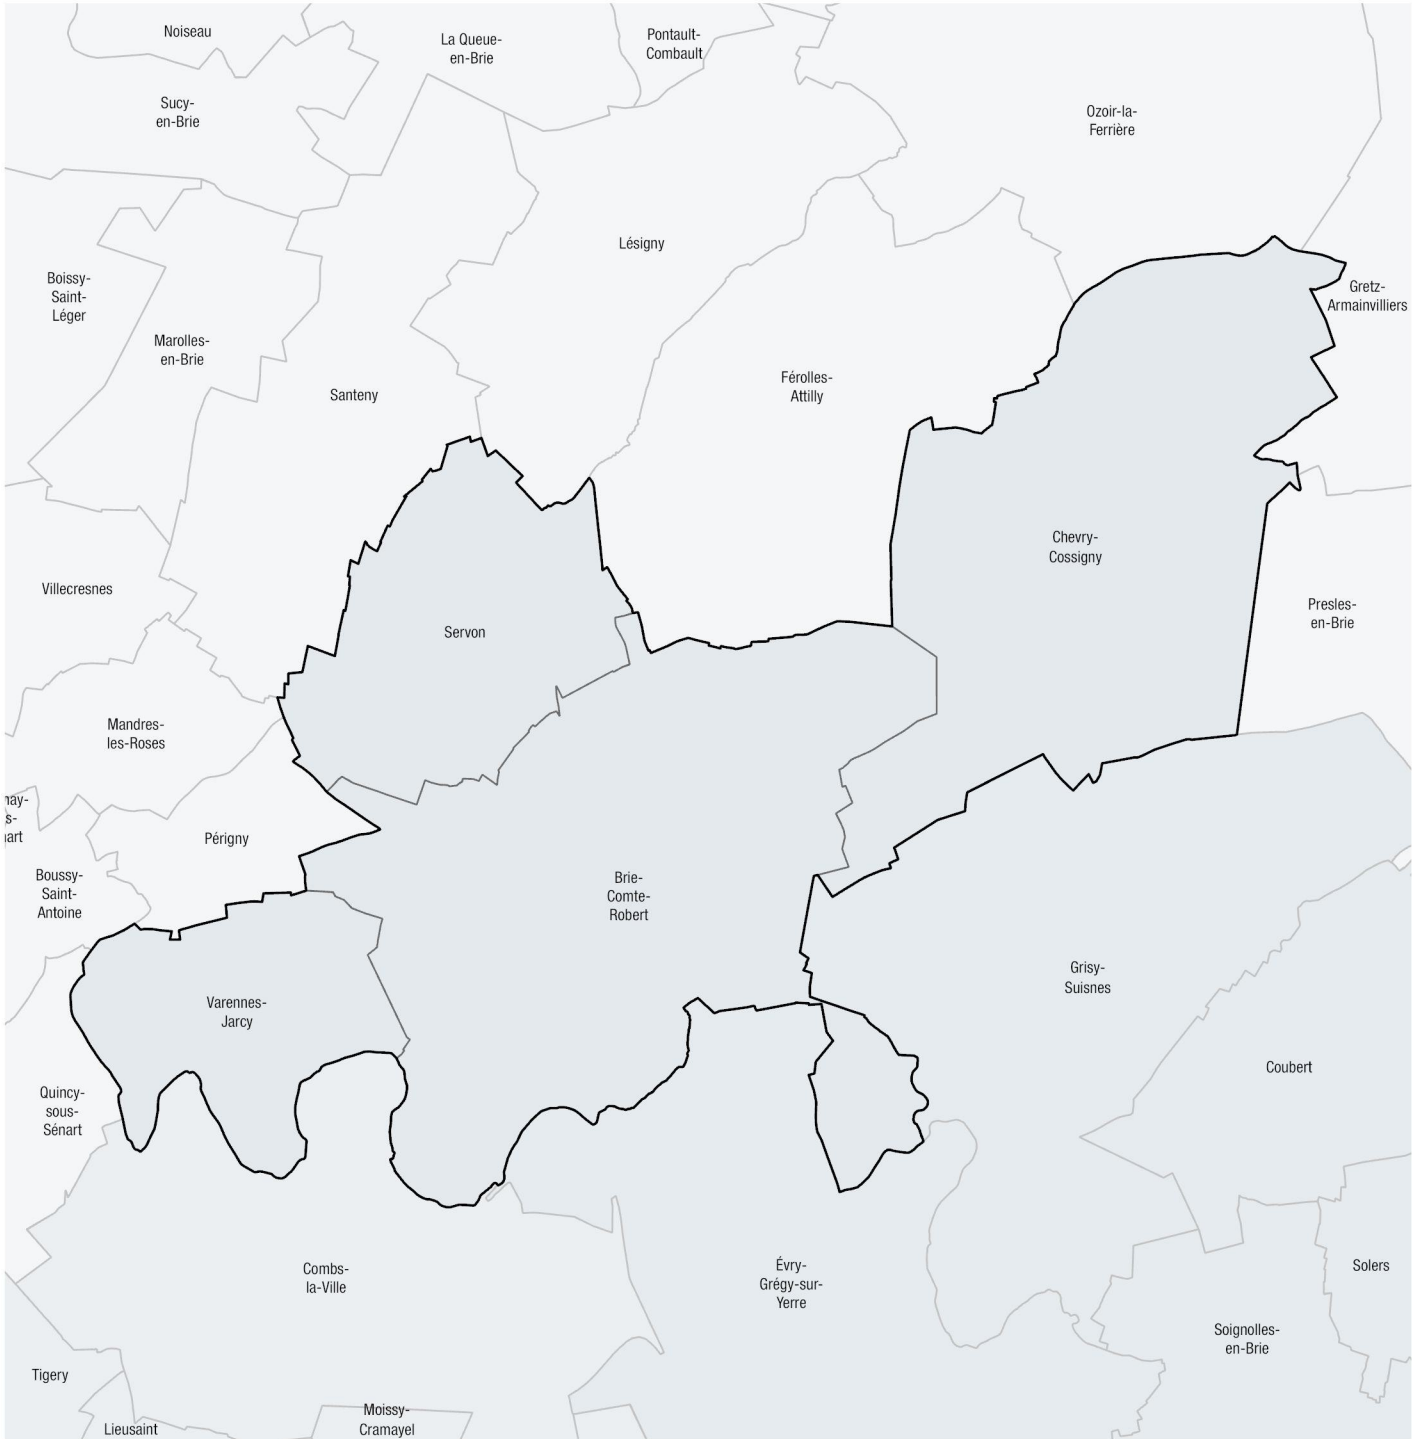 Noiseau
La Queue-
en-Brie
Pontault-
Combault
Sucy-
en-Brie
Ozoir-la-
Ferrière
Lésigny
Boissy-
Saint-
Léger
Gretz-
Armainvilliers
Marolles-
en-Brie
Santeny
Férolles-
Attilly
Chevry-
Cossigny
Villecresnes
Servon
Presles-
en-Brie
Mandres-
les-Roses
nay-
s-
nart
Périgny
Boussy-
Saint-
Antoine
Brie-
Comte-
Robert
Grisy-
Suisnes
Varennes-
Jarcy
Coubert
Quincy-
sous-
Sénart
Combs-
la-Ville
Évry-
Grégy-sur-
Yerre
Solers
Soignolles-
en-Brie
Tigery
Lieusaint
Moissy-
Cramayel